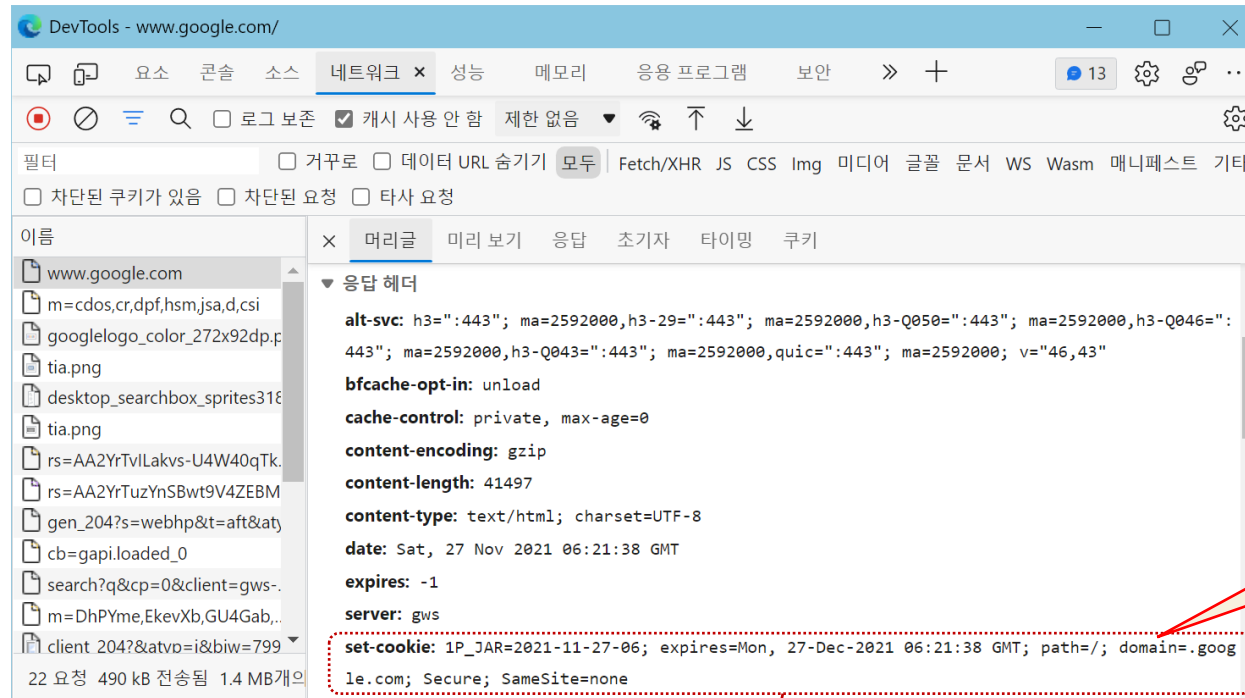 DevTools - www.google.com/
요소 콘솔 소스 네트워크 성능 메모리 응용 프로그램 보안 13
로그 보존 캐시 사용 안 함 제한 없음
필터 거꾸로 데이터 URL 숨기기 모두 Fetch/XHR JS CSS Img 미디어 글꼴 문서 WS Wasm 매니페스트 기타
차단된 쿠키가 있음 차단된 요청 타사 요청
이름
www.google.com
m=cdos,cr,dpf,hsm,jsa,d,csi
googlelogo_color_272x92dp.p
tia.png
desktop_searchbox_sprites318
tia.png
rs=AA2YrTvILakvs-U4W40qTk.
rs=AA2YrTuzYnSBwt9V4ZEBM
gen_204?s=webhp&t=aft&aty
cb=gapi.loaded_0
search?q&cp=0&client=gws-.
m=DhPYme,EkevXb,GU4Gab,..
client_204?&atyp=i&biw=799
22 요청 490 kB 전송됨 1.4 MB개의
머리글 미리 보기 응답 초기자 타이밍 쿠키
응답 헤더
alt-svc: h3=":443"; ma=2592000,h3-29=":443"; ma=2592000,h3-Q050=":443"; ma=2592000,h3-Q046=":
443"; ma=2592000,h3-Q043=":443"; ma=2592000,quic=":443"; ma=2592000; v="46,43"
bfcache-opt-in: unload
cache-control: private, max-age=0
content-encoding: gzip
content-length: 41497
content-type: text/html; charset=UTF-8
date: Sat, 27 Nov 2021 06:21:38 GMT
expires: -1
server: gws
set-cookie: 1P_JAR=2021-11-27-06; expires=Mon, 27-Dec-2021 06:21:38 GMT; path=/; domain=.goog
le.com; Secure; SameSite=none